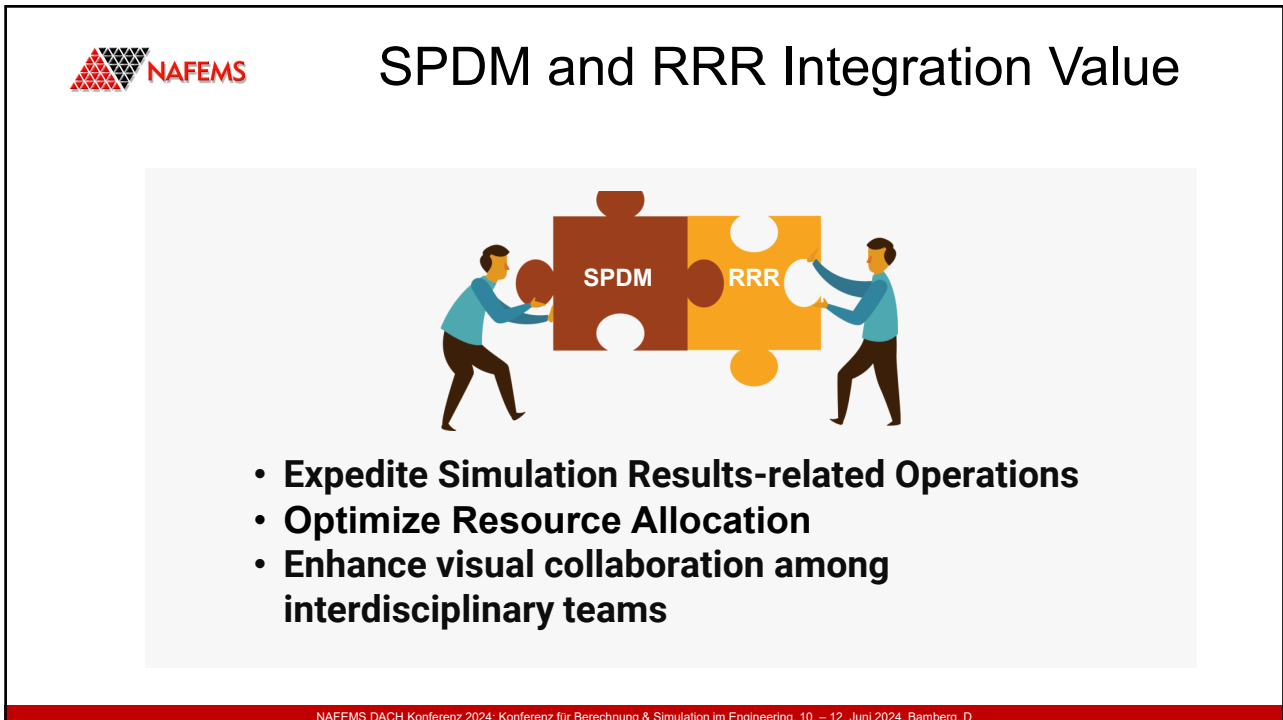 NAFEMS
SPDM and RRR Integration Value
SPDM
RRR
• Expedite Simulation Results-related Operations
• Optimize Resource Allocation
• Enhance visual collaboration among
interdisciplinary teams
NAFEMS DACH Konferenz 2024: Konferenz für Berechnung & Simulation im Engineering, 10. – 12. Juni 2024, Bamberg, D